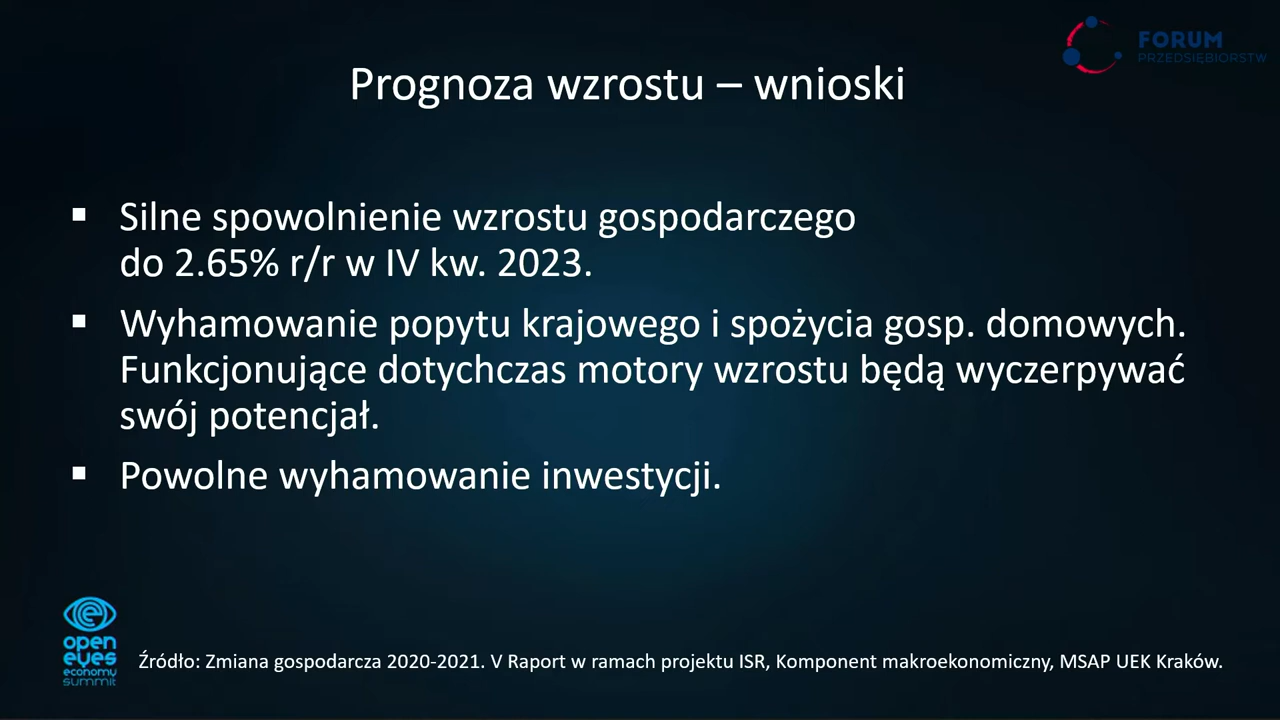 FORUM
PRZEDSIĘBIORSTW
Prognoza wzrostu – wnioski
▪ Silne spowolnienie wzrostu gospodarczego
do 2.65% r/r w IV kw. 2023.
▪ Wyhamowanie popytu krajowego i spożycia gosp. domowych.
Funkcjonujące dotychczas motory wzrostu będą wyczerpywać
swój potencjał.
▪ Powolne wyhamowanie inwestycji.
open
eyes
economy
summit
Źródło: Zmiana gospodarcza 2020-2021. V Raport w ramach projektu ISR, Komponent makroekonomiczny, MSAP UEK Kraków.